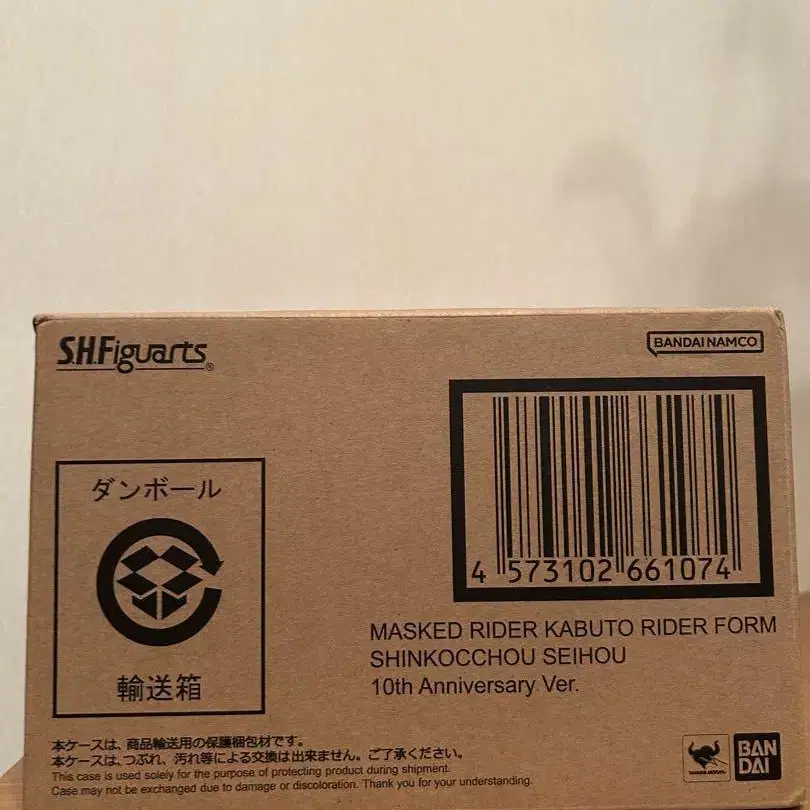 S.H.Figuarts®
BANDAI NAMCO
ダンボール
輸送箱
4 573102 661074
MASKED RIDER KABUTO RIDER FORM
SHINKOCCHOU SEIHOU
10th Anniversary Ver.
本ケースは、商品輸送用の保護梱包材です。
本ケースは、つぶれ、汚れ等による交換は出来ません。ご了承ください。
This case is used solely for the purpose of protecting product during shipment.
Case may not be exchanged due to damage or discoloration. Thank you for your understanding.
BAN
DAI